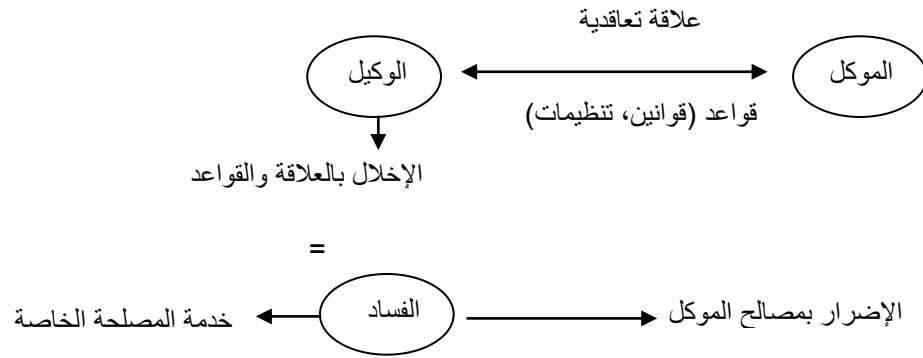 علاقة تعاقدية
الموكل
الوكيل
قواعد (قوانين، تنظيمات)
الإخلال بالعلاقة والقواعد
=
الفساد
الإضرار بمصالح الموكل
خدمة المصلحة الخاصة